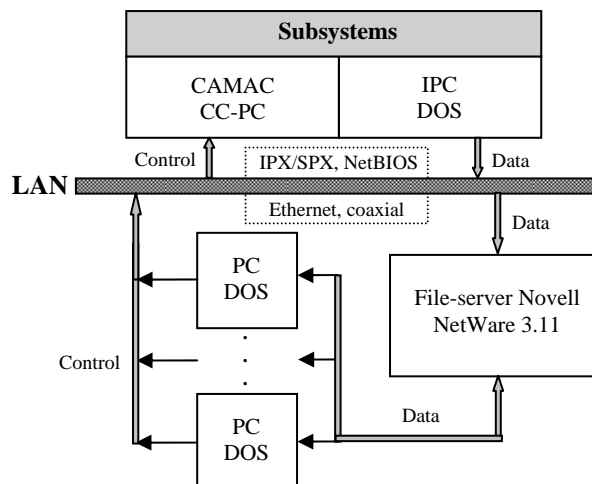 Subsystems
CAMAC
CC-PC
IPC
DOS
Control
IPX/SPX, NetBIOS
Data
LAN
Ethernet, coaxial
Data
PC
DOS
File-server Novell
NetWare 3.11
Control
PC
DOS
Data